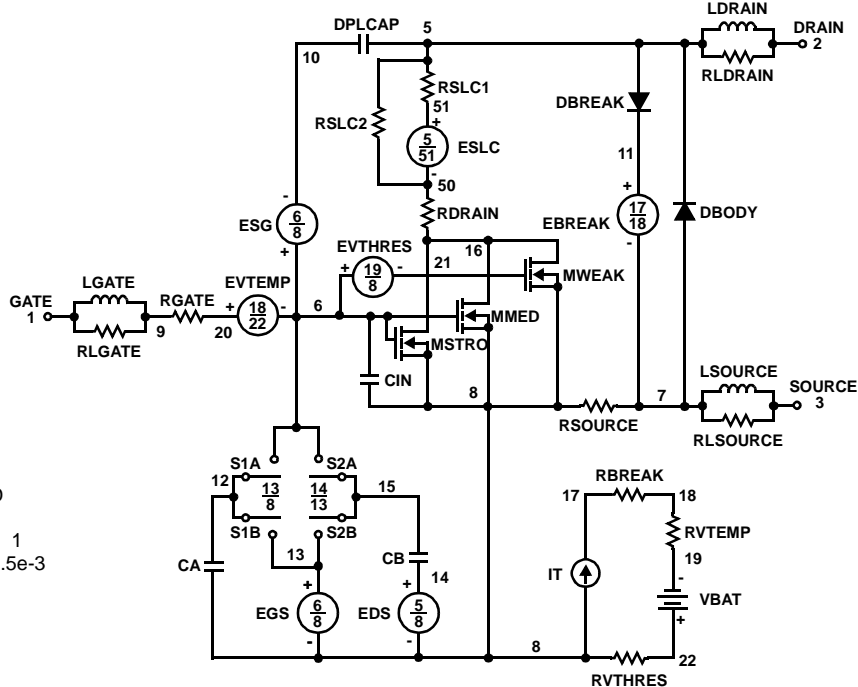 LDRAIN
DPLCAP 5 DRAIN
10 2
RLDRAIN
RSLC1
51
DBREAK
RSLC2
+
5
51
ESLC
-
50
11
-
RDRAIN
+
ESG
6
8
EBREAK
17
18
DBODY
+
EVTHRES
16
21
-
+ 19 -
8
MWEAK
LGATE
EVTEMP
GATE RGATE + 18 - 6
22
MMED
1
9 20
MSTRO
RLGATE
LSOURCE
CIN
8 7 SOURCE
3
RSOURCE
RLSOURCE
S1A S2A
12 13
8
14
13
15
RBREAK
17 18
S1B S2B
RVTEMP
13
CB
19
CA
IT
-
+ + 14
VBAT
EGS 6
8
EDS 5
8
+
- -
8
22
RVTHRES
1
.5e-3